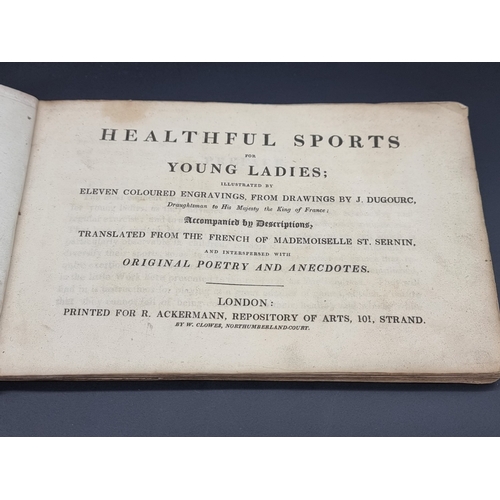 HEALTHFUL SPORTS
FOR
YOUNG LADIES;
ILLUSTRATED BY
ELEVEN COLOURED ENGRAVINGS, FROM DRAWINGS BY J. DUGOURC,
Draughtsman to His Majesty the King of France;
Accompanied by Descriptions,
TRANSLATED FROM THE FRENCH OF MADEMOISELLE ST. SERNIN,
AND INTERSPERSED WITH
ORIGINAL POETRY AND ANECDOTES.
LONDON:
PRINTED FOR R. ACKERMANN, REPOSITORY OF ARTS, 101, STRAND.
BY W. CLOWES, NORTHUMBERLAND-COURT.